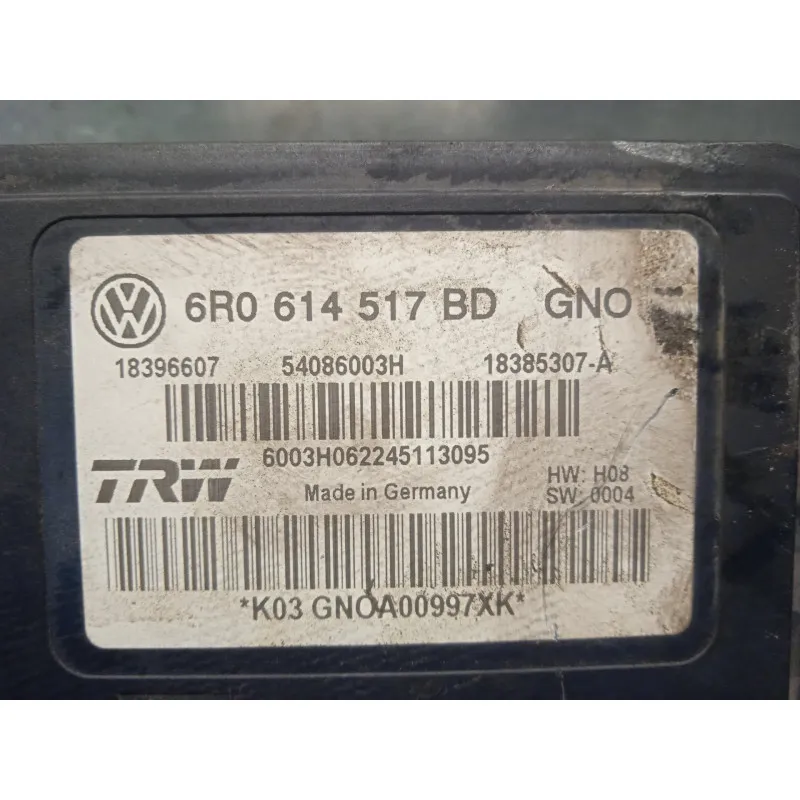 6R0 614 517 BD GNO
18396607 54086003H 18385307-A
6003H062245113095
TRW Made in Germany HW: H08
SW: 0004
*K03 GNOA00997XK*